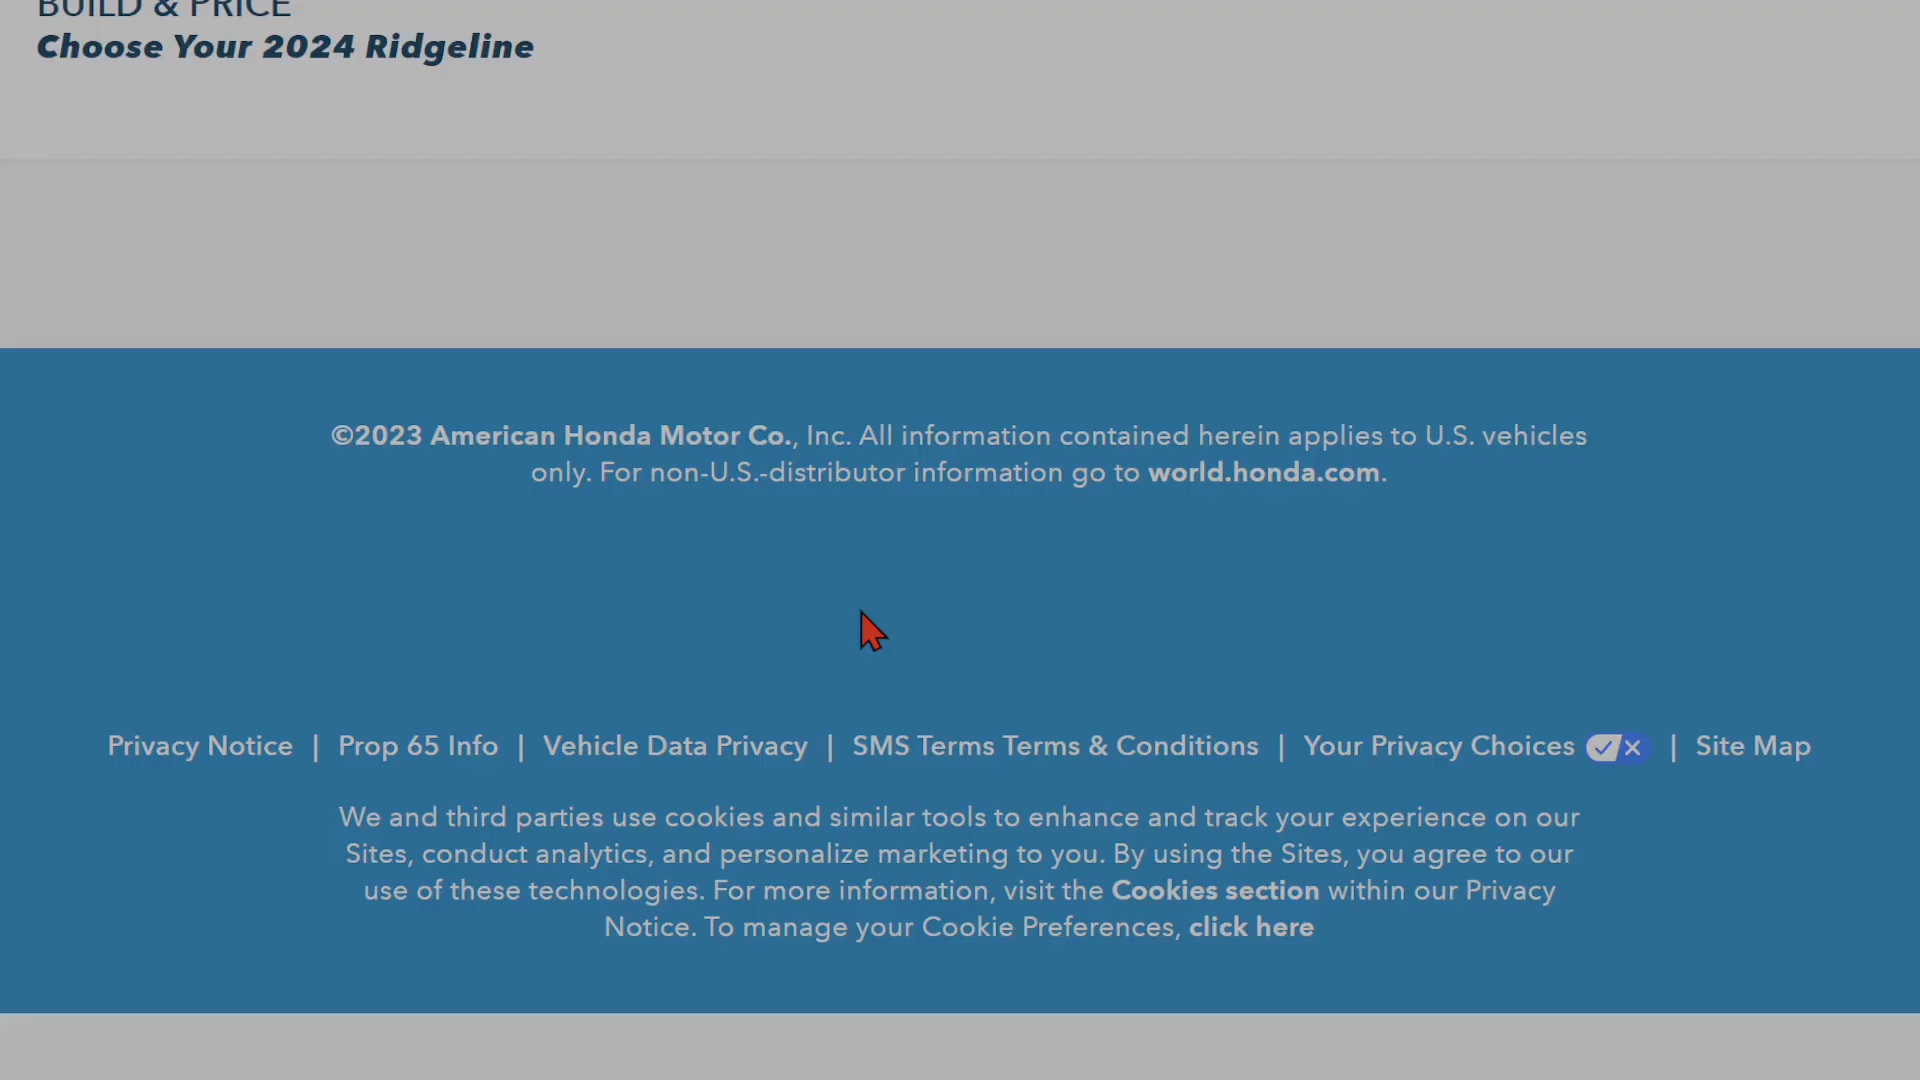 BUILD & PRICE
Choose Your 2024 Ridgeline
©2023 American Honda Motor Co., Inc. All information contained herein applies to U.S. vehicles
only. For non-U.S.-distributor information go to world.honda.com.
Privacy Notice | Prop 65 Info | Vehicle Data Privacy | SMS Terms Terms & Conditions | Your Privacy Choices | Site Map
We and third parties use cookies and similar tools to enhance and track your experience on our
Sites, conduct analytics, and personalize marketing to you. By using the Sites, you agree to our
use of these technologies. For more information, visit the Cookies section within our Privacy
Notice. To manage your Cookie Preferences, click here